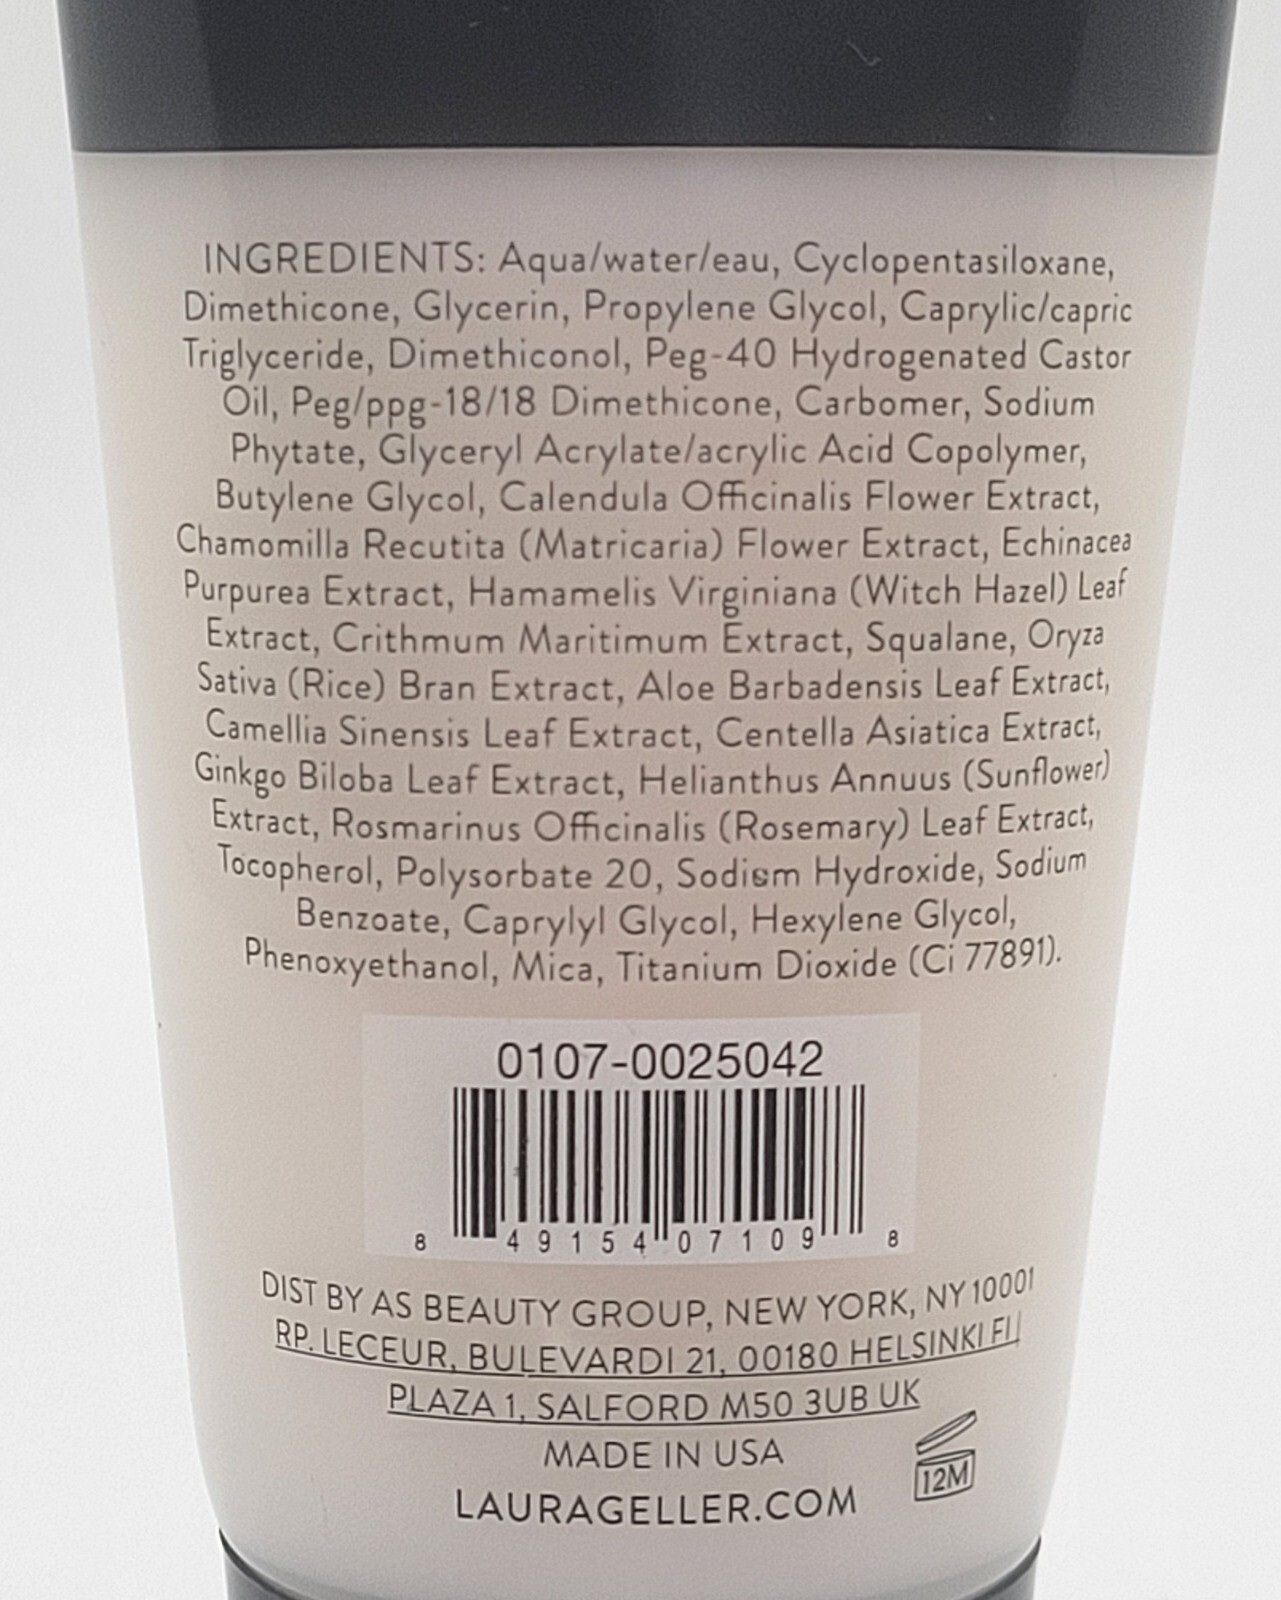 INGREDIENTS: Aqua/water/eau, Cyclopentasiloxane,
Dimethicone, Glycerin, Propylene Glycol, Caprylic/capric
Triglyceride, Dimethiconol, Peg-40 Hydrogenated Castor
Oil, Peg/ppg-18/18 Dimethicone, Carbomer, Sodium
Phytate, Glyceryl Acrylate/acrylic Acid Copolymer,
Butylene Glycol, Calendula Officinalis Flower Extract,
Chamomilla Recutita (Matricaria) Flower Extract, Echinacea
Purpurea Extract, Hamamelis Virginiana (Witch Hazel) Leaf
Extract, Crithmum Maritimum Extract, Squalane, Oryza
Sativa (Rice) Bran Extract, Aloe Barbadensis Leaf Extract,
Camellia Sinensis Leaf Extract, Centella Asiatica Extract,
Ginkgo Biloba Leaf Extract, Helianthus Annuus (Sunflower)
Extract, Rosmarinus Officinalis (Rosemary) Leaf Extract,
Tocopherol, Polysorbate 20, Sodium Hydroxide, Sodium
Benzoate, Caprylyl Glycol, Hexylene Glycol,
Phenoxyethanol, Mica, Titanium Dioxide (Ci 77891).
0107-0025042
8 49154 07109 8
DIST BY AS BEAUTY GROUP, NEW YORK, NY 10001
RP. LECEUR, BULEVARDI 21, 00180 HELSINKI FI|
PLAZA 1, SALFORD M50 3UB UK
MADE IN USA
12M
LAURAGELLER.COM